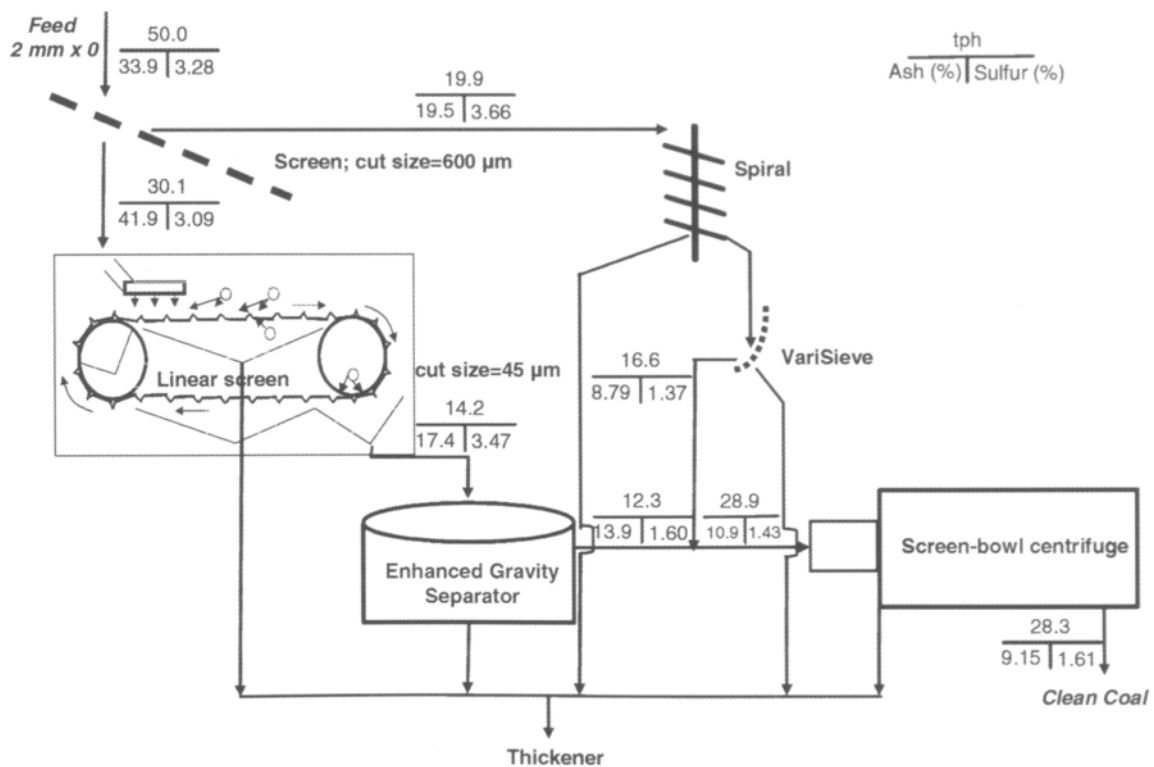 Feed
2 mm x 0
50.0
33.9 3.28
tph
Ash (%) Sulfur (%)
19.9
19.5 3.66
Screen; cut size=600 µm
Spiral
30.1
41.9 3.09
Linear screen
cut size=45 µm
VariSieve
16.6
8.79 1.37
14.2
17.4 3.47
12.3
13.9 1.60
28.9
10.9 1.43
Enhanced Gravity
Separator
Screen-bowl centrifuge
28.3
9.15 1.61
Clean Coal
Thickener